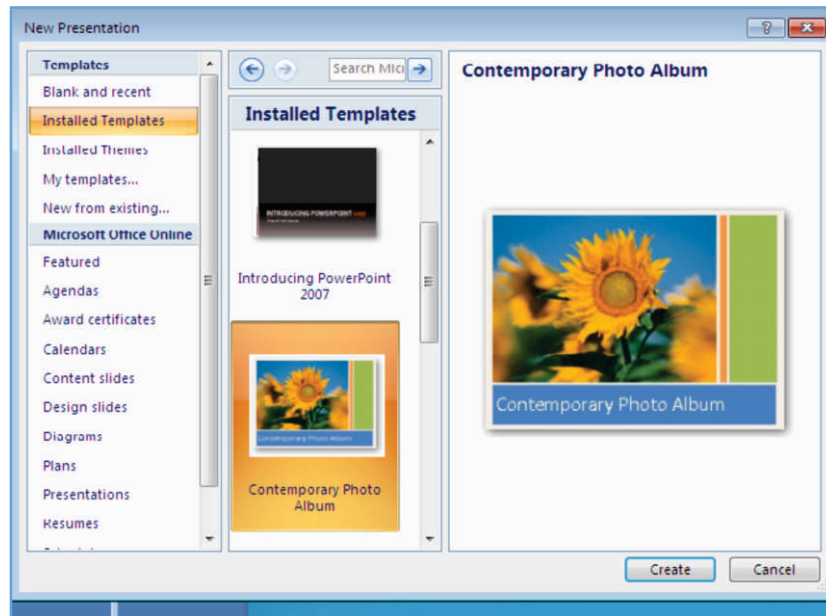 New Presentation
Templates
Blank and recent
Installed Templates
Installed Themes
My templates...
New from existing...
Microsoft Office Online
Featured
Agendas
Award certificates
Calendars
Content slides
Design slides
Diagrams
Plans
Presentations
Resumes
Search Mic
Installed Templates
INTRODUCING POWERPOINT
Introducing PowerPoint
2007
Contemporary Photo Album
Contemporary Photo
Album
Contemporary Photo Album
Contemporary Photo Album
Create
Cancel